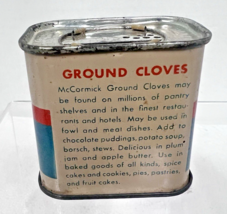 GROUND CLOVES
McCormick Ground Cloves may
be found on millions of pantry
shelves and in the finest restau-
rants and hotels. May be used in
fowl and meat dishes. Add to
chocolate puddings, potato soup,
borsch, stews. Delicious in plum
jam and apple butter. Use in
baked goods of all kinds, spice
cakes and cookies, pies, pastries,
and fruit cakes.